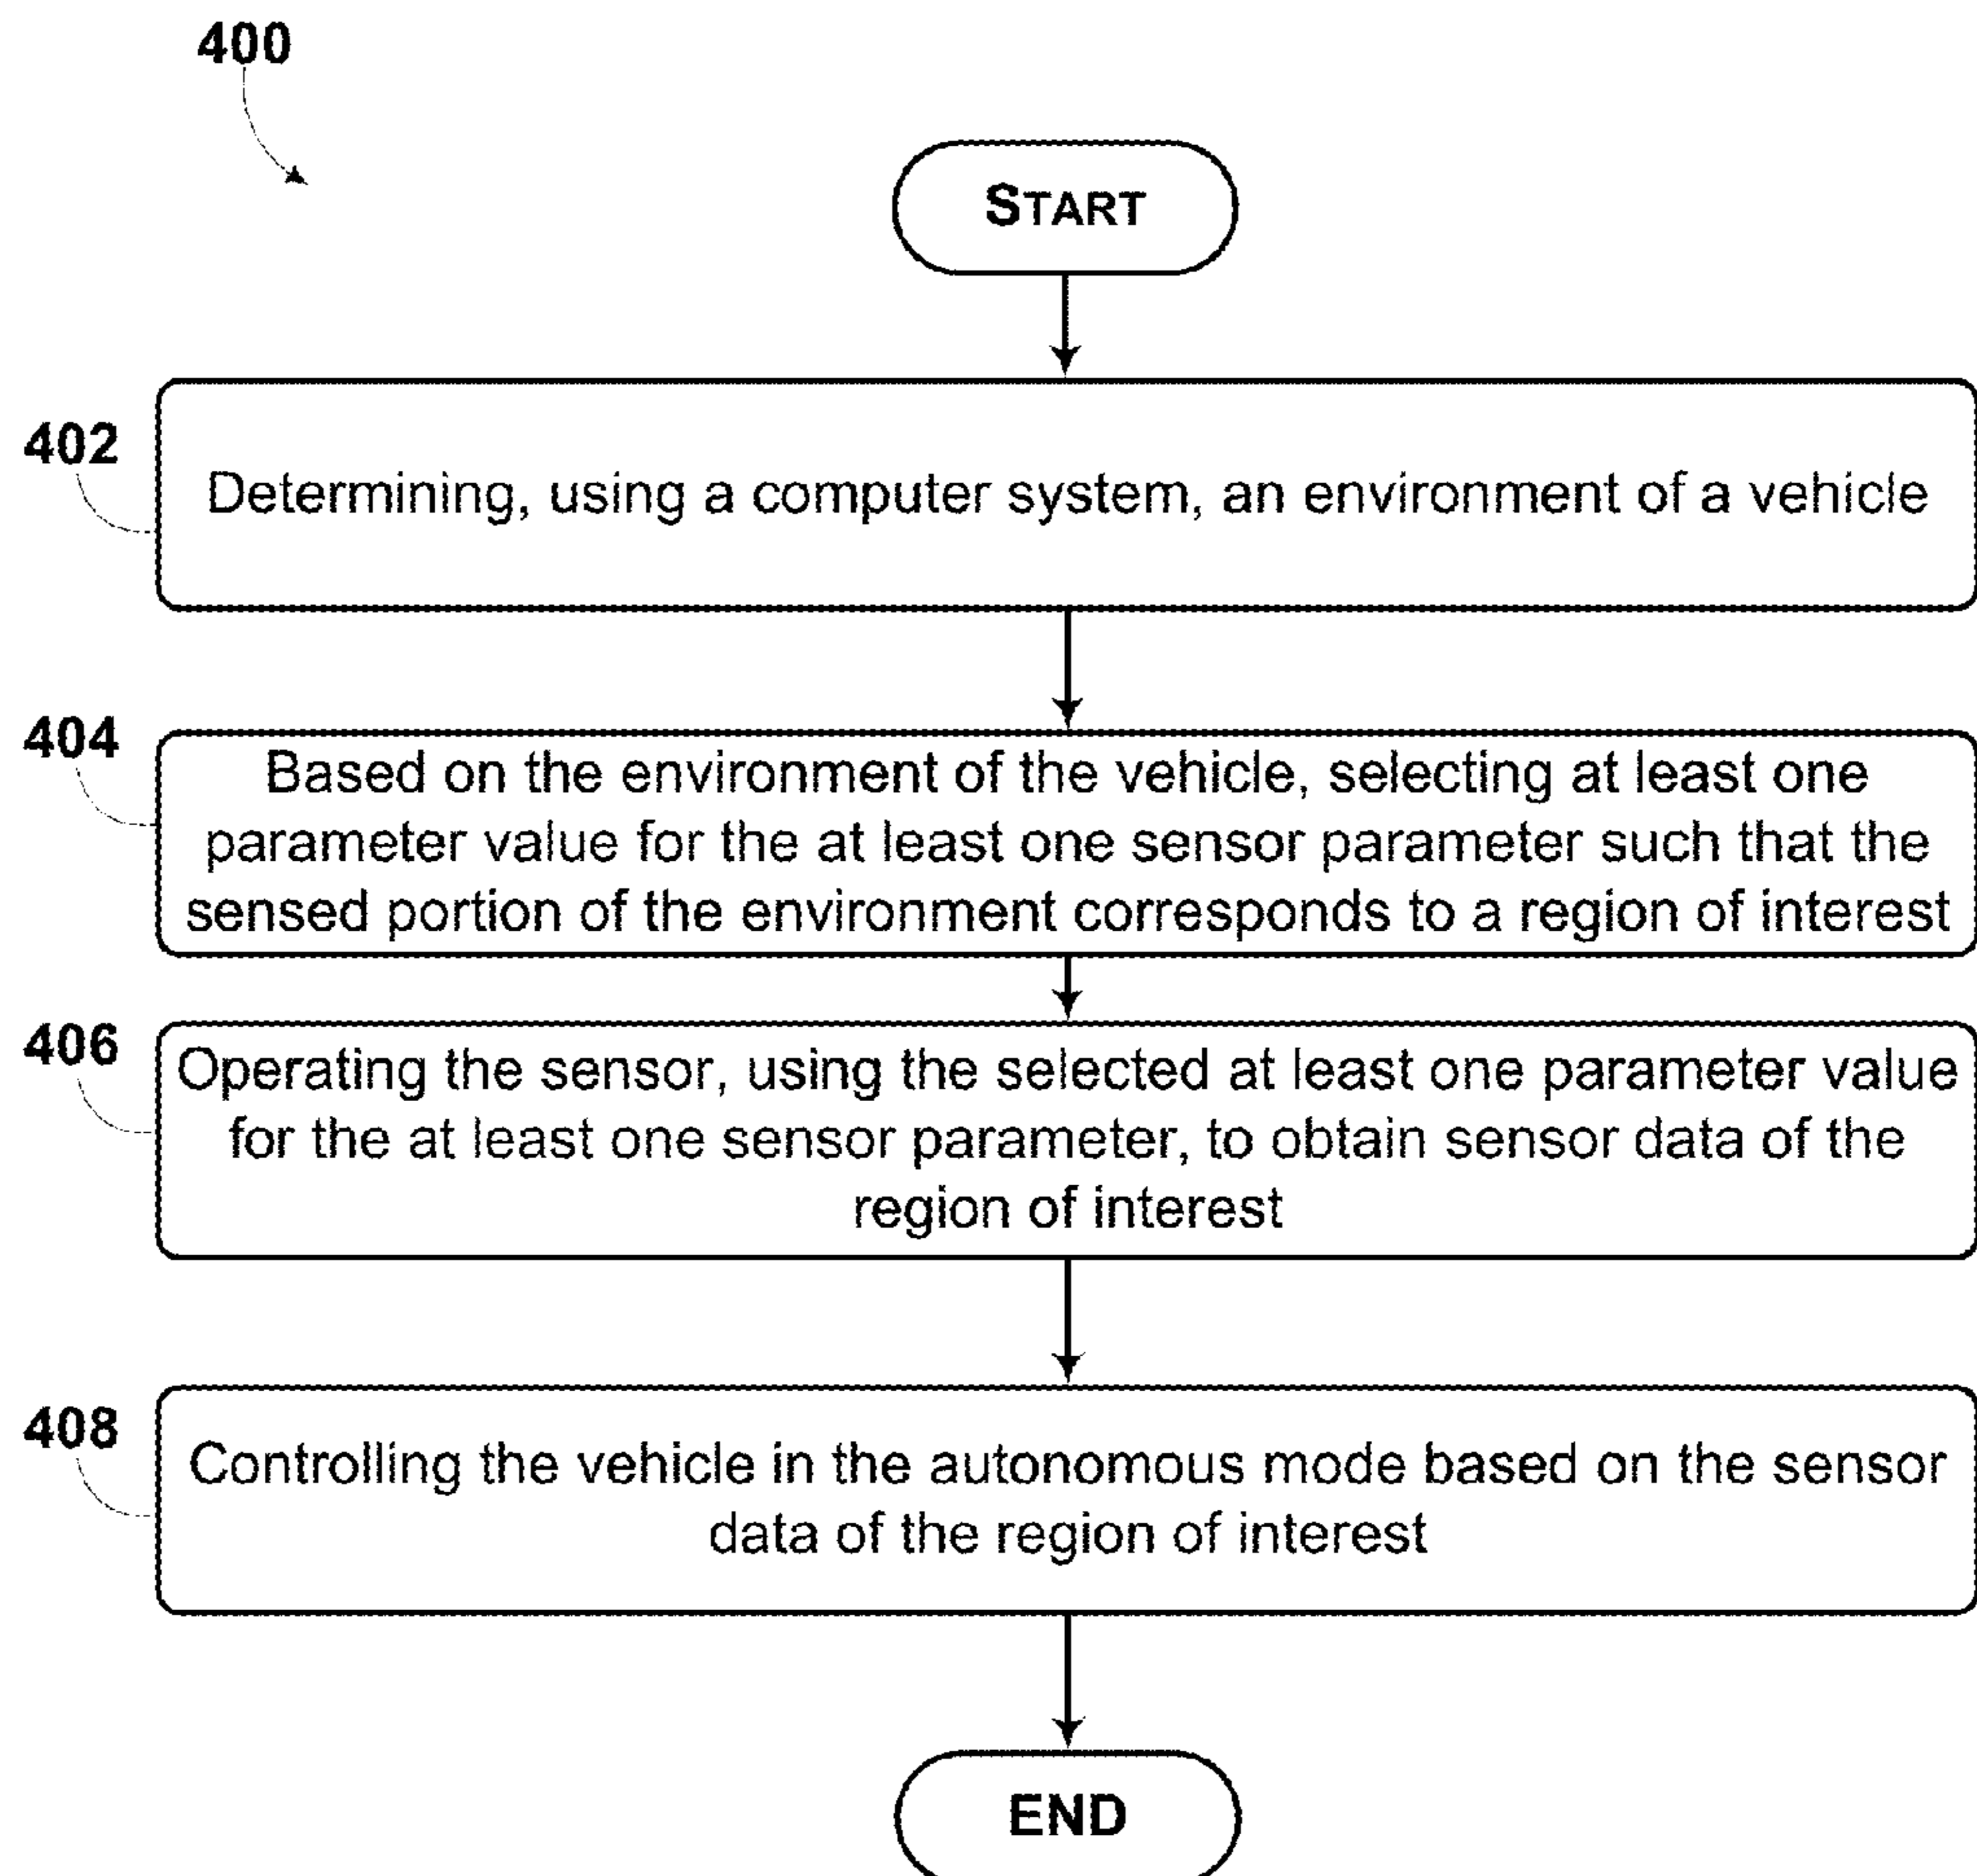 400
START
402
Determining, using a computer system, an environment of a vehicle
404
Based on the environment of the vehicle, selecting at least one
parameter value for the at least one sensor parameter such that the
sensed portion of the environment corresponds to a region of interest
406
Operating the sensor, using the selected at least one parameter value
for the at least one sensor parameter, to obtain sensor data of the
region of interest
408
Controlling the vehicle in the autonomous mode based on the sensor
data of the region of interest
END